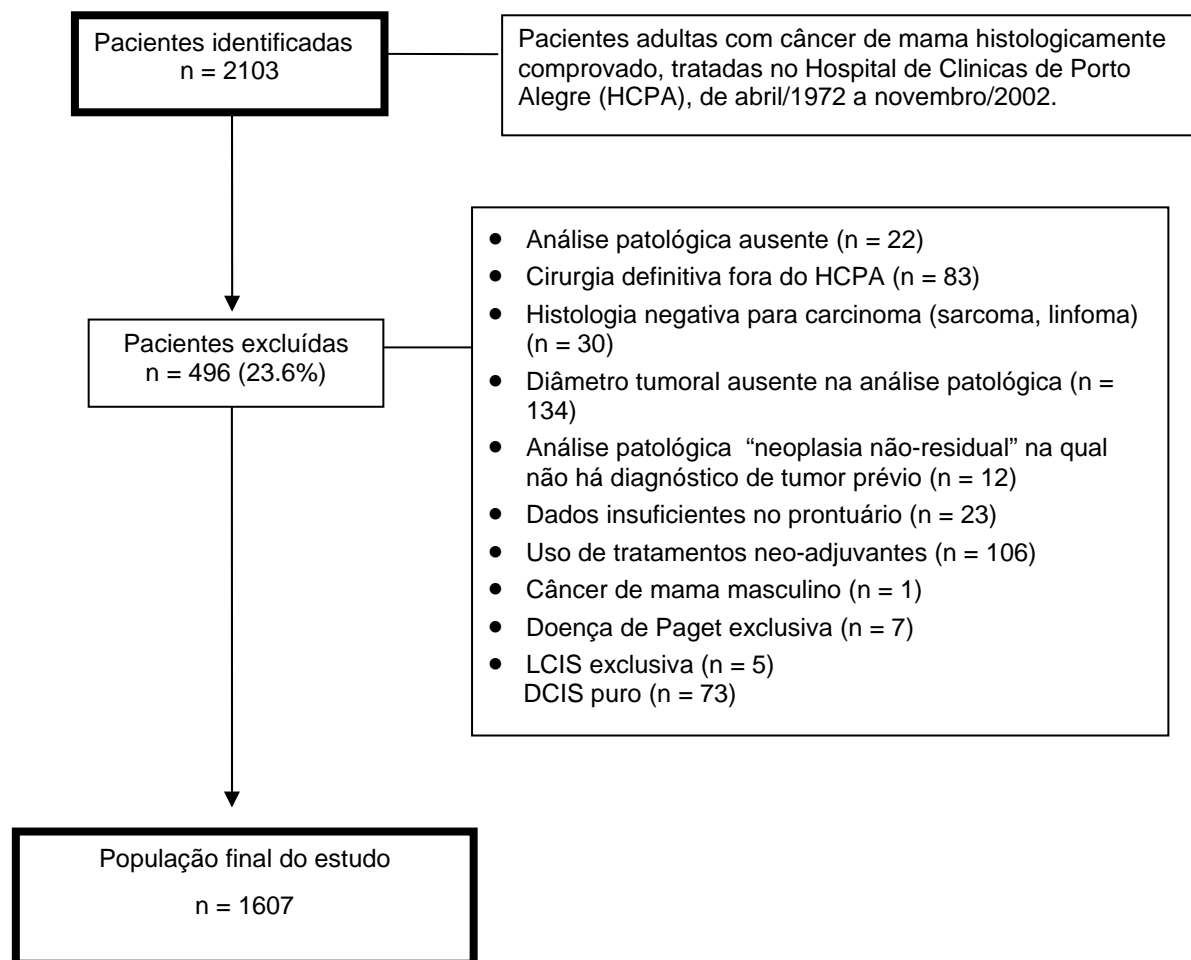 Pacientes identificadas
n = 2103
Pacientes adultas com câncer de mama histologicamente
comprovado, tratadas no Hospital de Clinicas de Porto
Alegre (HCPA), de abril/1972 a novembro/2002.
Pacientes excluídas
n = 496 (23.6%)
• Análise patológica ausente (n = 22)
• Cirurgia definitiva fora do HCPA (n = 83)
• Histologia negativa para carcinoma (sarcoma, linfoma)
(n = 30)
• Diâmetro tumoral ausente na análise patológica (n =
134)
• Análise patológica “neoplasia não-residual” na qual
não há diagnóstico de tumor prévio (n = 12)
• Dados insuficientes no prontuário (n = 23)
• Uso de tratamentos neo-adjuvantes (n = 106)
• Câncer de mama masculino (n = 1)
• Doença de Paget exclusiva (n = 7)
• LCIS exclusiva (n = 5)
DCIS puro (n = 73)
População final do estudo
n = 1607